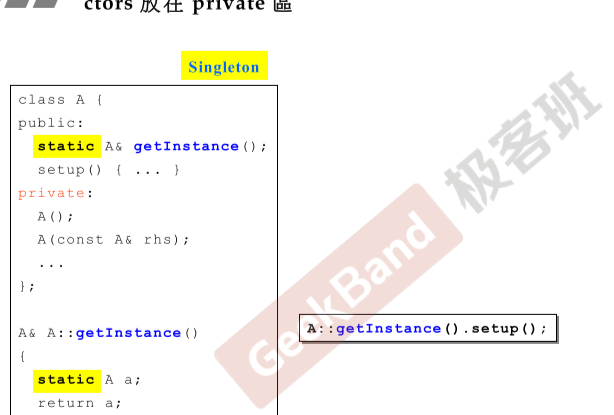 ctors 放在 private 區
Singleton
class A {
public:
static A& getInstance();
setup() { ... }
private:
A();
A(const A& rhs);
...
};
A& A::getInstance()
{
static A a;
return a;
A::getInstance().setup();
GeekBand 极客班